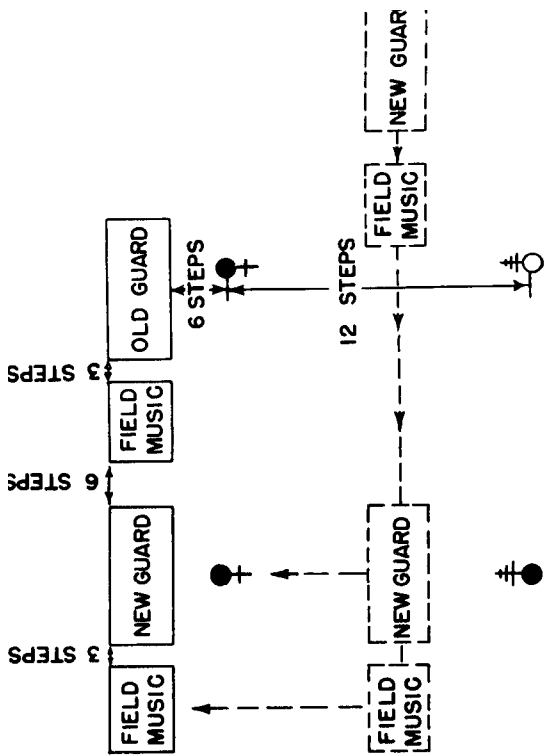 NEW GUAR
FIELD
MUSIC
OLD GUARD
6 STEPS
12 STEPS
3 STEPS
FIELD
MUSIC
6 STEPS
NEW GUARD
NEW GUARD
3 STEPS
FIELD
MUSIC
FIELD
MUSIC